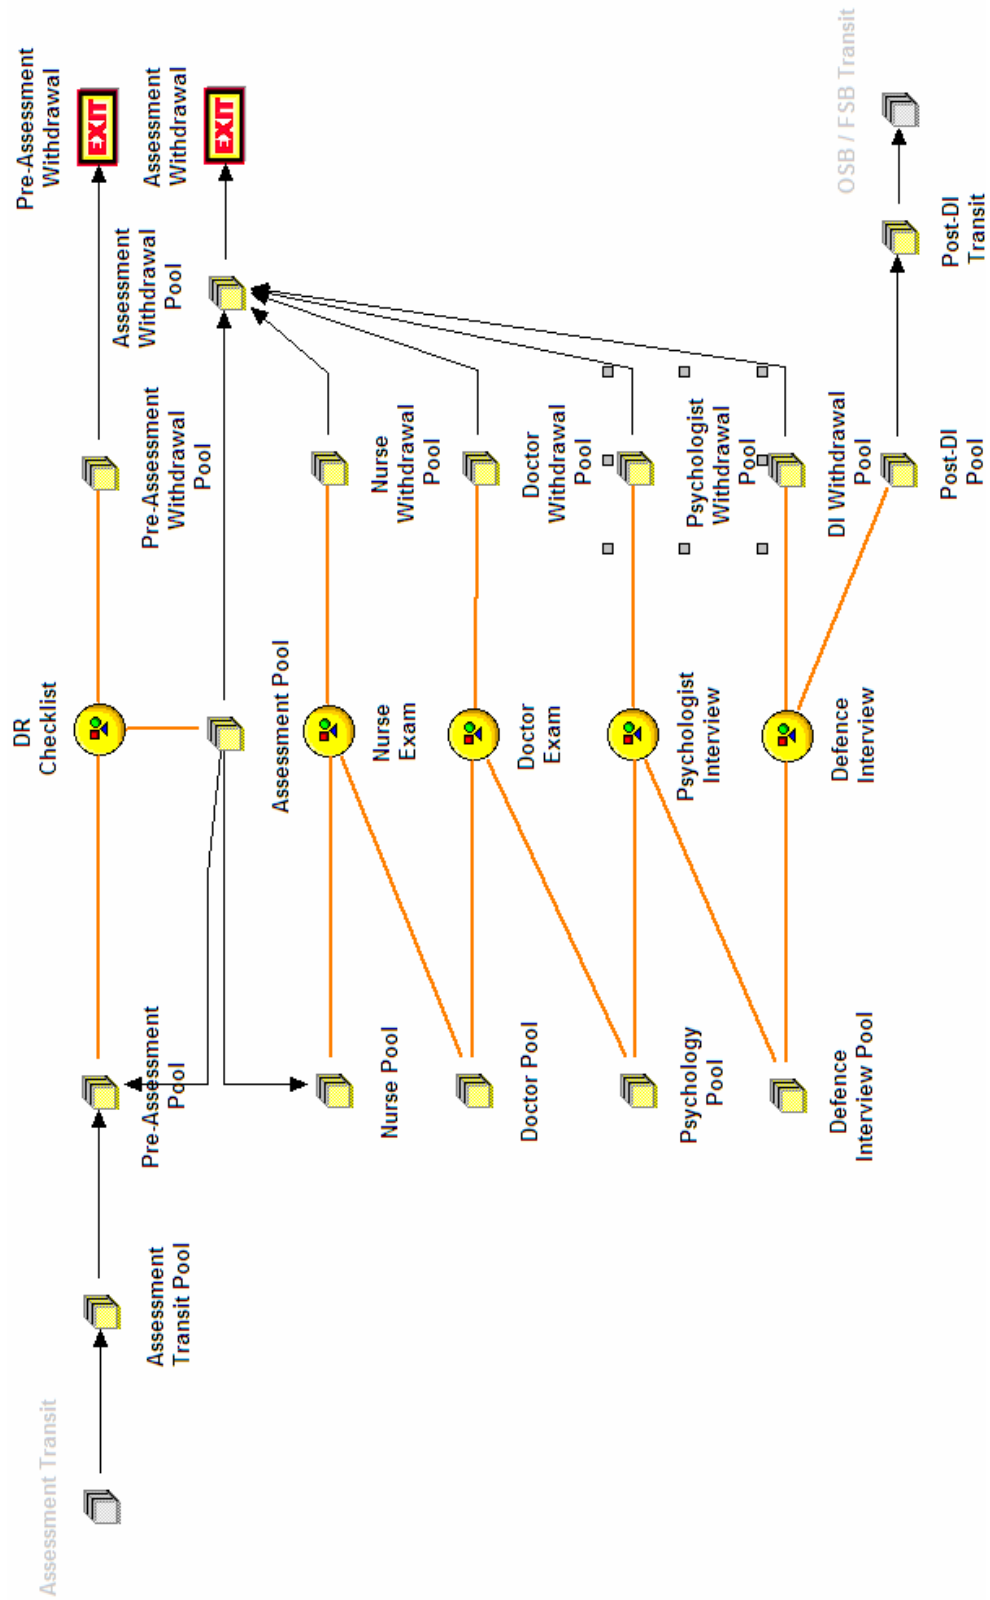 Assessment Transit
Assessment
Transit Pool
Pre-Assessment
Pool
DR
Checklist
Pre-Assessment
Withdrawal
Pool
Pre-Assessment
Withdrawal
EXIT
Assessment Pool
Assessment
Withdrawal
Pool
Assessment
Withdrawal
EXIT
Nurse Pool
Nurse
Exam
Nurse
Withdrawal
Pool
Doctor Pool
Doctor
Exam
Doctor
Withdrawal
Pool
Psychology
Pool
Psychologist
Interview
Psychologist
Withdrawal
Pool
Defence
Interview Pool
Defence
Interview
DI Withdrawal
Pool
Post-DI
Pool
Post-DI
Transit
OSB / FSB Transit